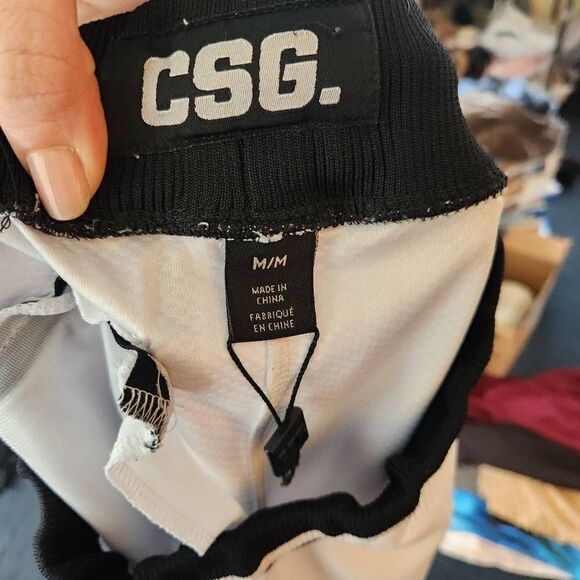 CSG.
M/M
MADE IN
CHINA
FABRIQUÉ
EN CHINE